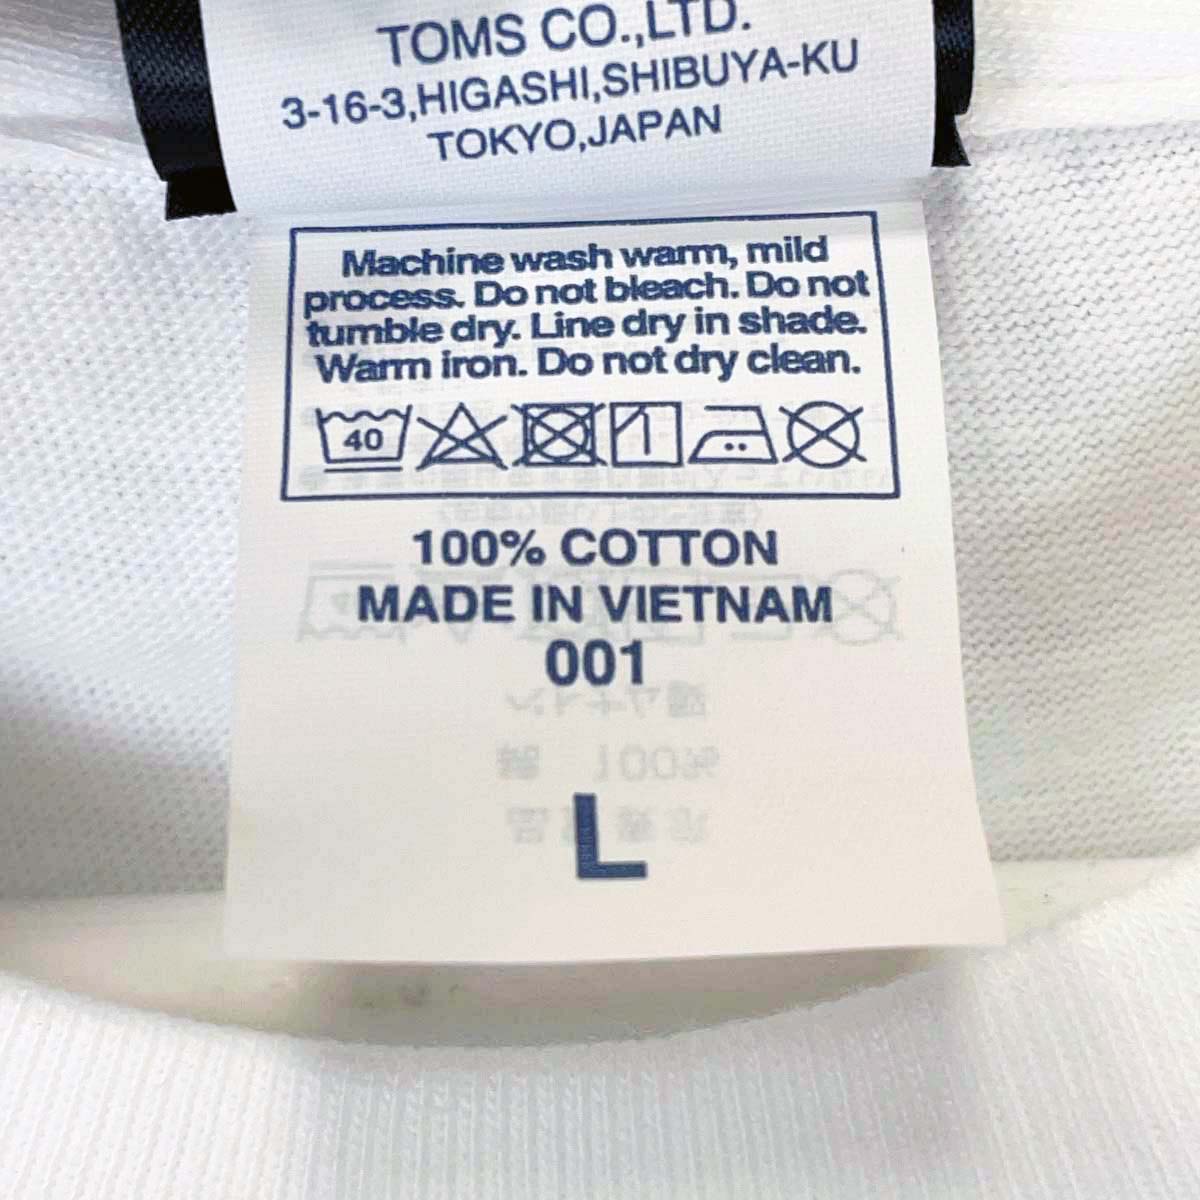 TOMS CO.,LTD.
3-16-3,HIGASHI,SHIBUYA-KU
TOKYO,JAPAN
Machine wash warm, mild
process. Do not bleach. Do not
tumble dry. Line dry in shade.
Warm iron. Do not dry clean.
40
100% COTTON
MADE IN VIETNAM
001
L